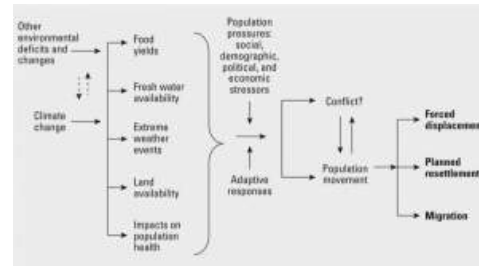 Other
environmental
deficits and
changes
Climate
change
Food
yields
Fresh water
availability
Extreme
weather
events
Land
availability
Impacts on
population
health
Population
pressures:
social,
demographic,
political, and
economic
stressors
Adaptive
responses
Conflict?
Population
movement
Forced
displacemen
Planned
resettlement
Migration